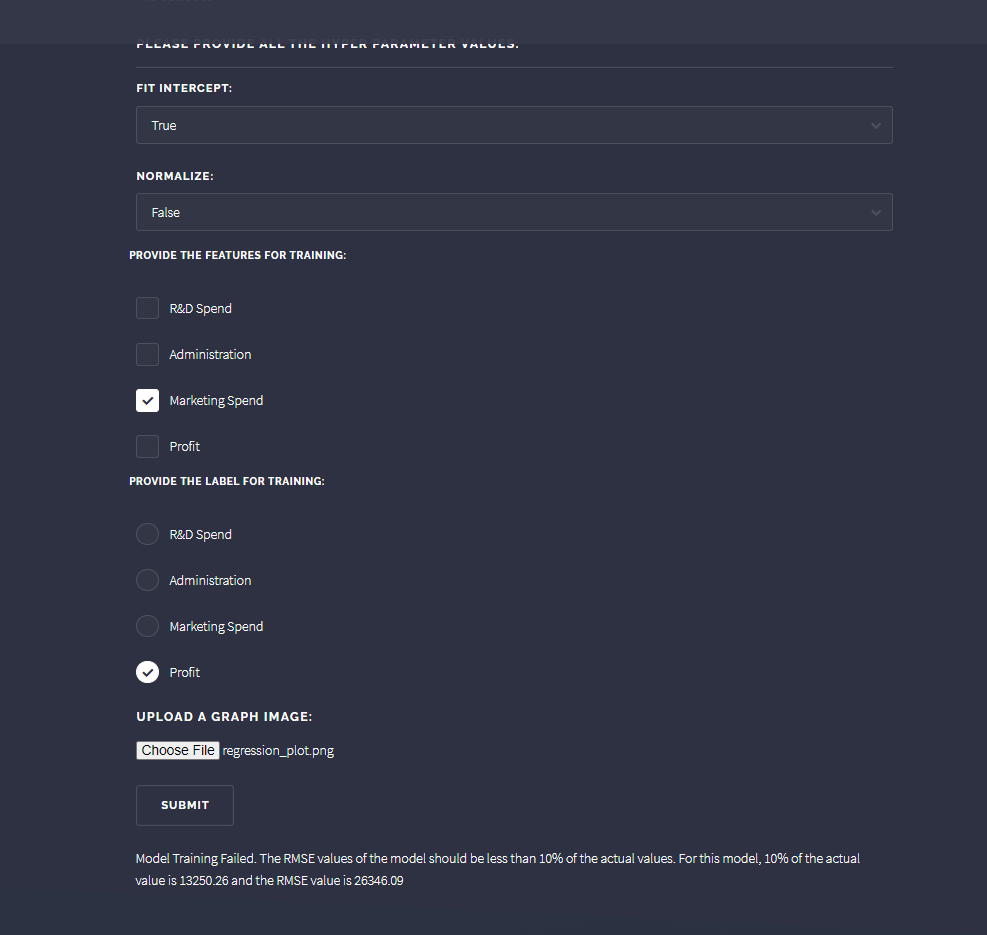 PLEASE PROVIDE ALL THE HYPER PARAMETER VALUES:
FIT INTERCEPT:
True
NORMALIZE:
False
PROVIDE THE FEATURES FOR TRAINING:
R&D Spend
Administration
Marketing Spend
Profit
PROVIDE THE LABEL FOR TRAINING:
R&D Spend
Administration
Marketing Spend
Profit
UPLOAD A GRAPH IMAGE:
Choose File regression_plot.png
SUBMIT
Model Training Failed. The RMSE values of the model should be less than 10% of the actual values. For this model, 10% of the actual
value is 13250.26 and the RMSE value is 26346.09